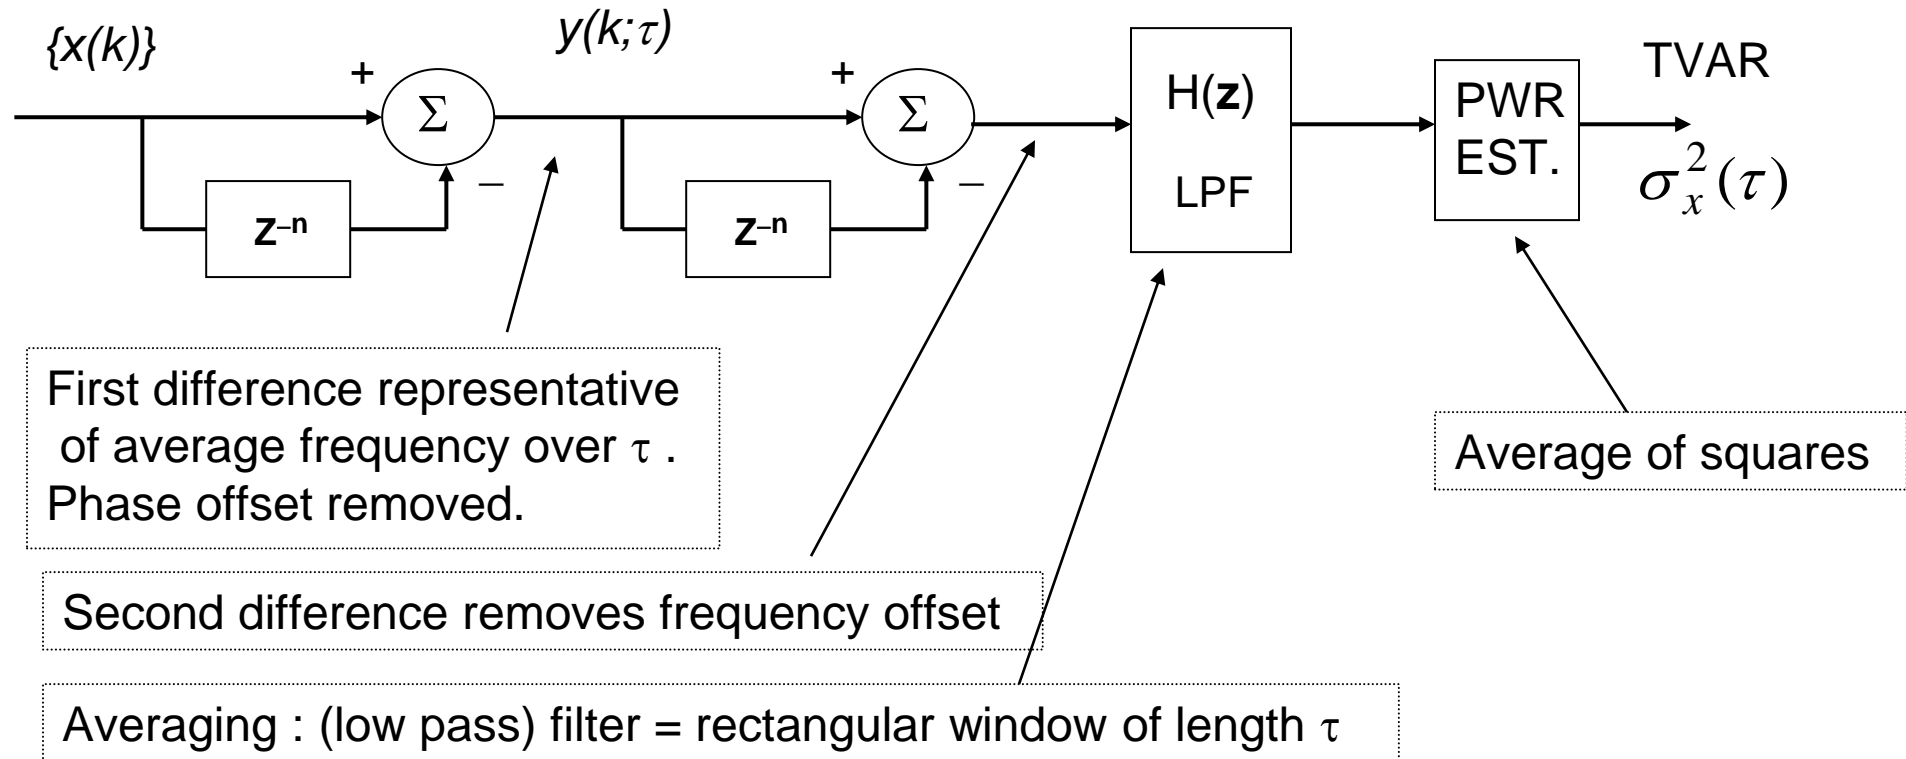 {x(k)}
y(k;τ)
TVAR
+
+
Σ
Σ
H(z)
LPF
PWR
EST.
–
–
σ²ₓ(τ)
z⁻ⁿ
z⁻ⁿ
First difference representative
of average frequency over τ .
Phase offset removed.
Average of squares
Second difference removes frequency offset
Averaging : (low pass) filter = rectangular window of length τ